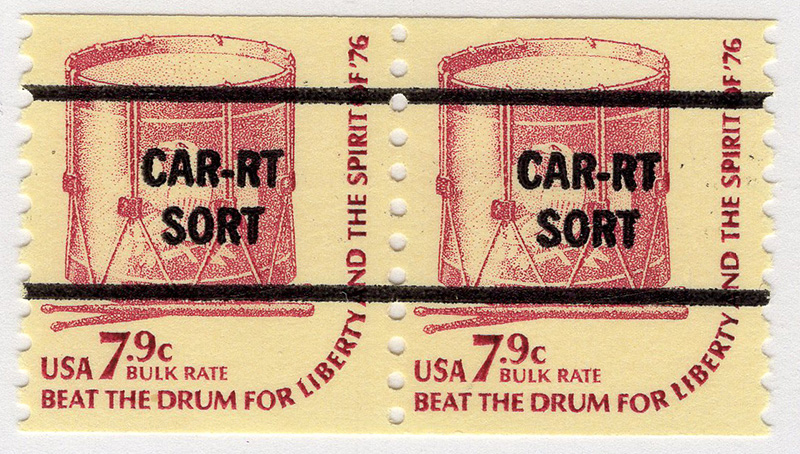 CAR-RT
SORT
USA 7.9c
BULK RATE
BEAT THE DRUM FOR LIBERTY AND THE SPIRIT OF '76
CAR-RT
SORT
USA 7.9c
BULK RATE
BEAT THE DRUM FOR LIBERTY AND THE SPIRIT OF '76